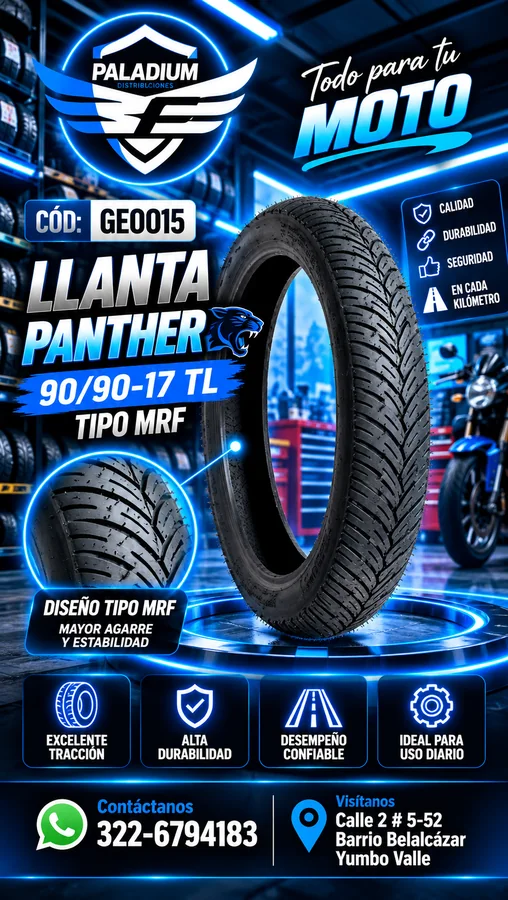 PALADIUM
DISTRIBUCIONES
Todo para tu
MOTO
CÓD: GE0015
CALIDAD
DURABILIDAD
SEGURIDAD
EN CADA
KILÓMETRO
LLANTA
PANTHER
90/90-17 TL
TIPO MRF
DISEÑO TIPO MRF
MAYOR AGARRE
Y ESTABILIDAD
EXCELENTE
TRACCIÓN
ALTA
DURABILIDAD
DESEMPEÑO
CONFIABLE
IDEAL PARA
USO DIARIO
Contáctanos
322-6794183
Visítanos
Calle 2 # 5-52
Barrio Belalcázar
Yumbo Valle